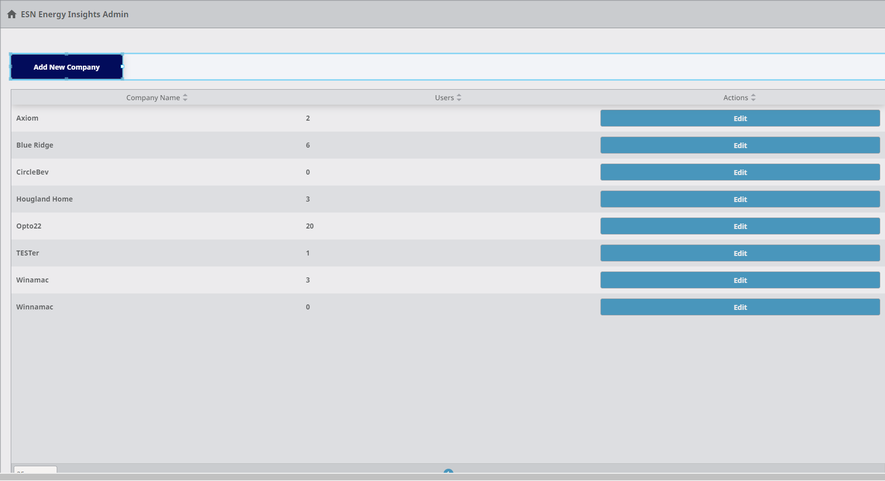 ESN Energy Insights Admin
Add New Company
Company Name Users Actions
Axiom 2 Edit
Blue Ridge 6 Edit
CircleBev 0 Edit
Hougland Home 3 Edit
Opto22 20 Edit
TESTer 1 Edit
Winamac 3 Edit
Winnamac 0 Edit